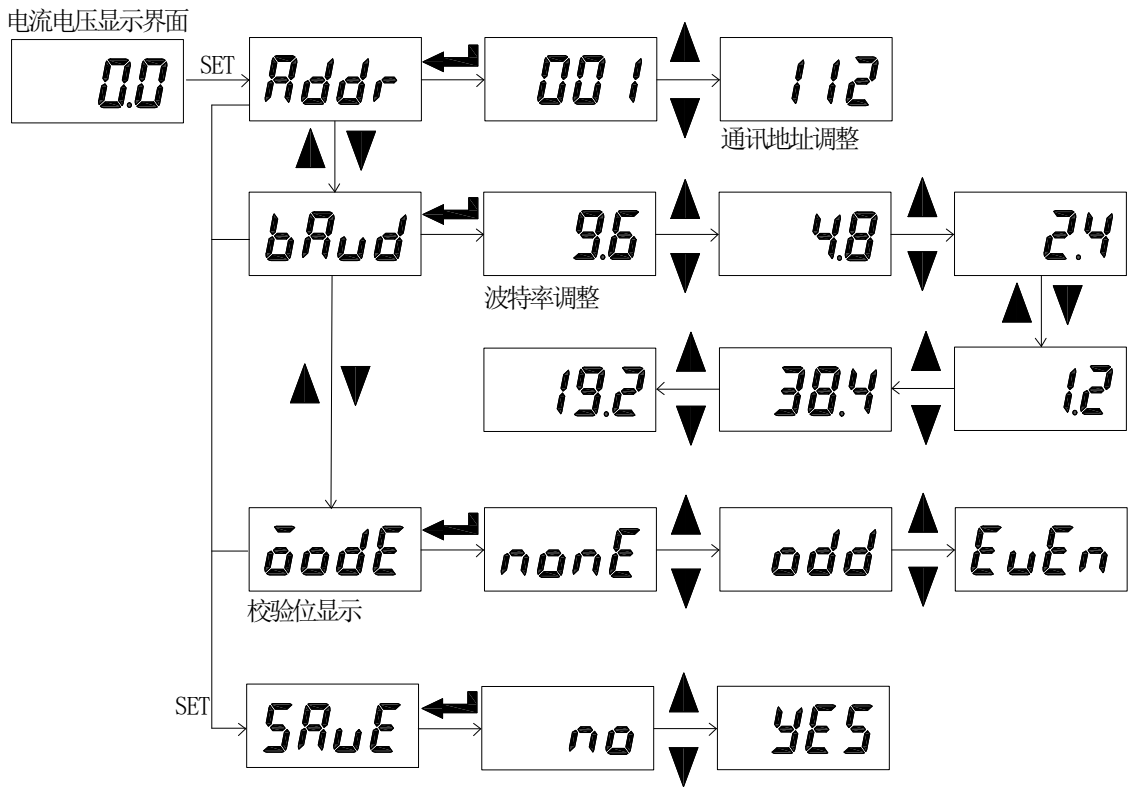 电流电压显示界面
0.0
SET
Addr
001
112
通讯地址调整
bAud
9.6
4.8
2.4
波特率调整
19.2
38.4
1.2
ōodE
nonE
odd
EuEn
校验位显示
SET
SAuE
no
YES